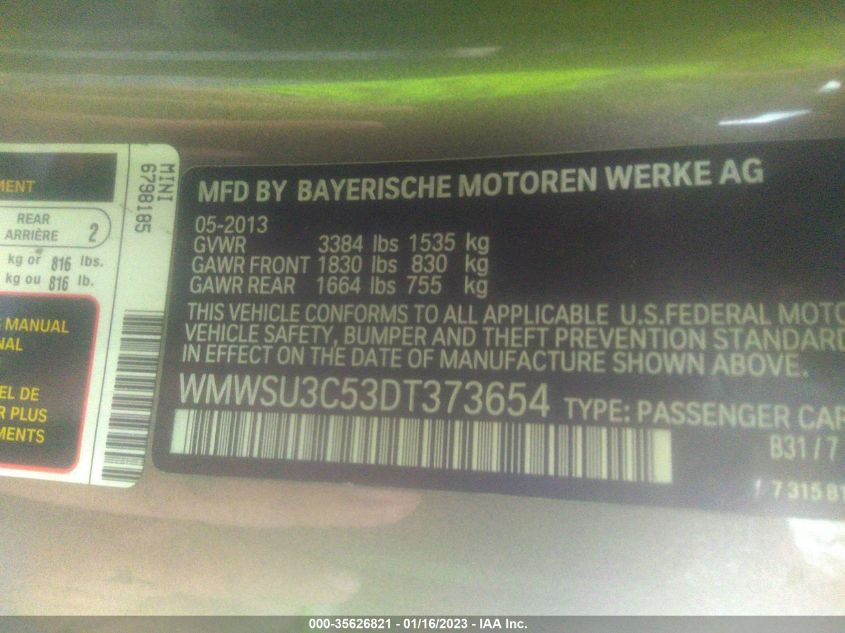 MENT
REAR
ARRIÈRE 2
kg or 816 lbs.
kg ou 816 lb.
MANUAL
NAL
EL DE
R PLUS
MENTS
MINI
6798185
MFD BY BAYERISCHE MOTOREN WERKE AG
05-2013
GVWR 3384 lbs 1535 kg
GAWR FRONT 1830 lbs 830 kg
GAWR REAR 1664 lbs 755 kg
THIS VEHICLE CONFORMS TO ALL APPLICABLE U.S.FEDERAL MOTO
VEHICLE SAFETY, BUMPER AND THEFT PREVENTION STANDARD
IN EFFECT ON THE DATE OF MANUFACTURE SHOWN ABOVE.
WMWSU3C53DT373654 TYPE: PASSENGER CAR
B31/7
7 315 81
000-35626821 - 01/16/2023 - IAA Inc.